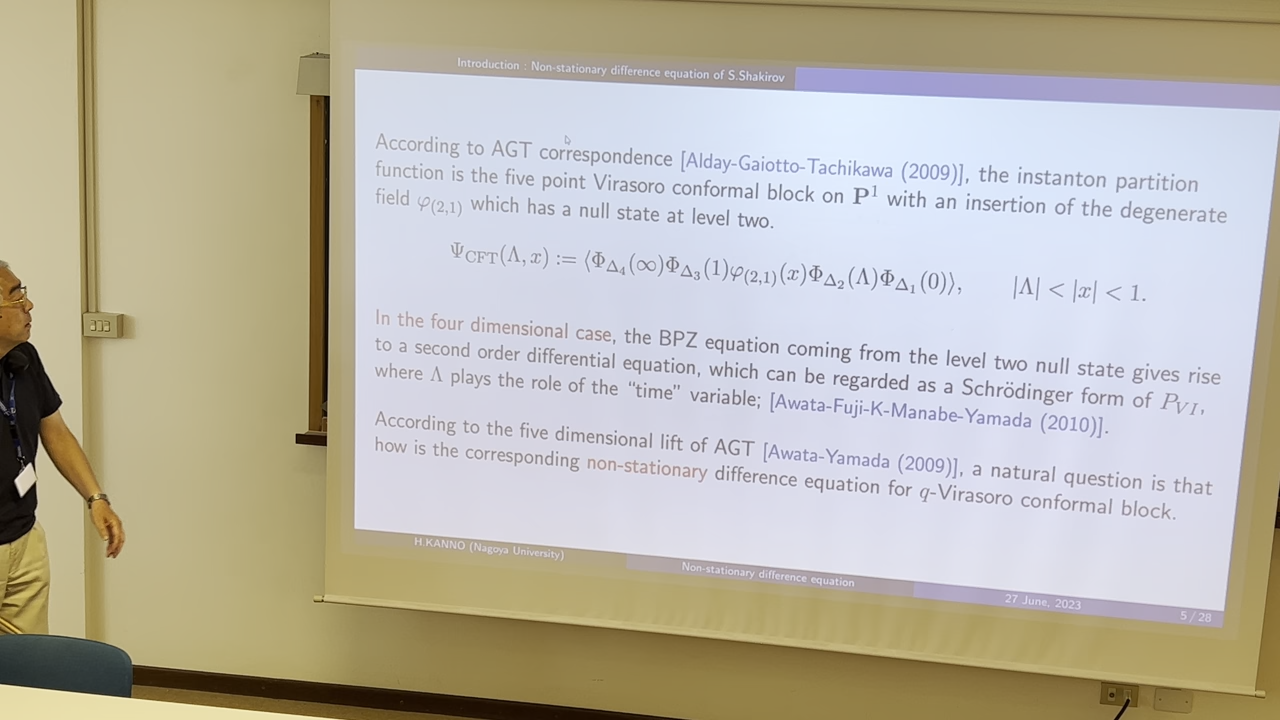 Introduction : Non-stationary difference equation of S.Shakirov
According to AGT correspondence [Alday-Gaiotto-Tachikawa (2009)], the instanton partition
function is the five point Virasoro conformal block on P¹ with an insertion of the degenerate
field φ(2,1) which has a null state at level two.
Ψ_CFT(Λ, x) := ⟨Φ_Δ₄(∞)Φ_Δ₃(1)φ(2,1)(x)Φ_Δ₂(Λ)Φ_Δ₁(0)⟩, |Λ| < |x| < 1.
In the four dimensional case, the BPZ equation coming from the level two null state gives rise
to a second order differential equation, which can be regarded as a Schrödinger form of P_VI,
where Λ plays the role of the “time” variable; [Awata-Fuji-K-Manabe-Yamada (2010)].
According to the five dimensional lift of AGT [Awata-Yamada (2009)], a natural question is that
how is the corresponding non-stationary difference equation for q-Virasoro conformal block.
H.KANNO (Nagoya University)
Non-stationary difference equation
27 June, 2023
5 / 28